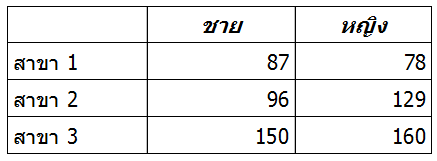 ชาย หญิง
สาขา 1 87 78
สาขา 2 96 129
สาขา 3 150 160